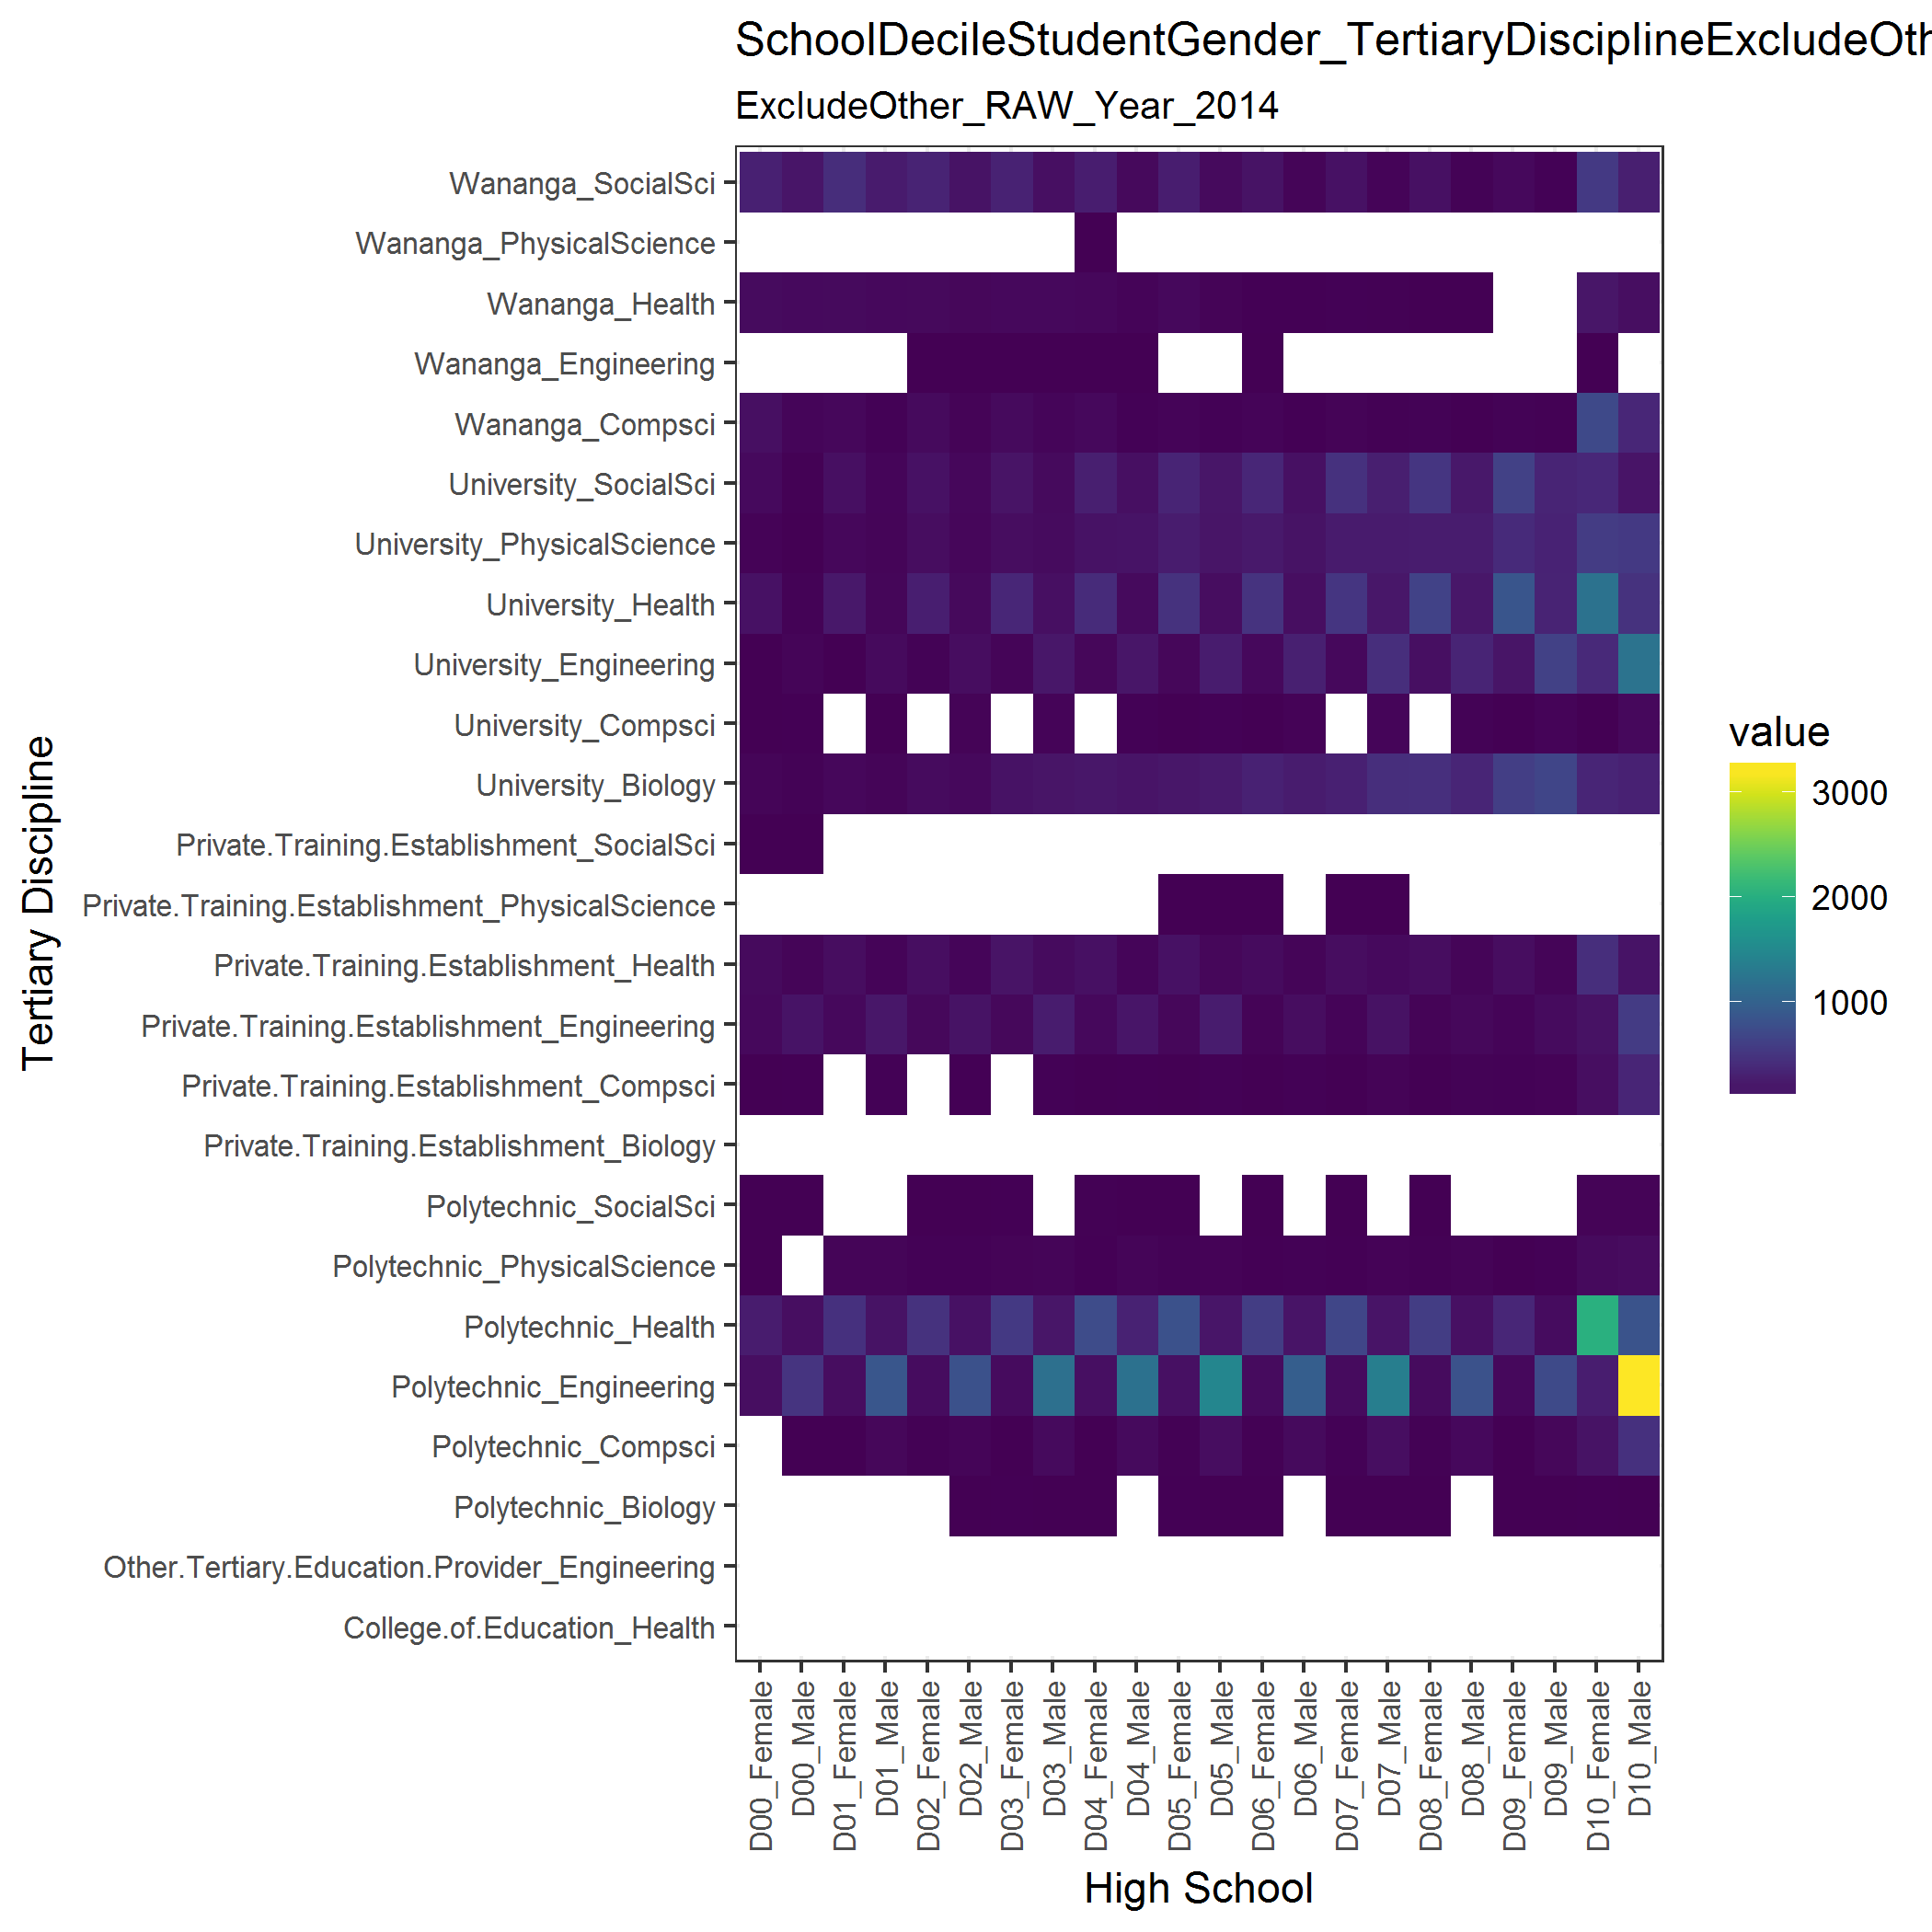 SchoolDecileStudentGender_TertiaryDisciplineExcludeOth
ExcludeOther_RAW_Year_2014
Tertiary Discipline
Wananga_SocialSci
Wananga_PhysicalScience
Wananga_Health
Wananga_Engineering
Wananga_Compsci
University_SocialSci
University_PhysicalScience
University_Health
University_Engineering
University_Compsci
University_Biology
Private.Training.Establishment_SocialSci
Private.Training.Establishment_PhysicalScience
Private.Training.Establishment_Health
Private.Training.Establishment_Engineering
Private.Training.Establishment_Compsci
Private.Training.Establishment_Biology
Polytechnic_SocialSci
Polytechnic_PhysicalScience
Polytechnic_Health
Polytechnic_Engineering
Polytechnic_Compsci
Polytechnic_Biology
Other.Tertiary.Education.Provider_Engineering
College.of.Education_Health
D00_Female
D00_Male
D01_Female
D01_Male
D02_Female
D02_Male
D03_Female
D03_Male
D04_Female
D04_Male
D05_Female
D05_Male
D06_Female
D06_Male
D07_Female
D07_Male
D08_Female
D08_Male
D09_Female
D09_Male
D10_Female
D10_Male
High School
value
3000
2000
1000